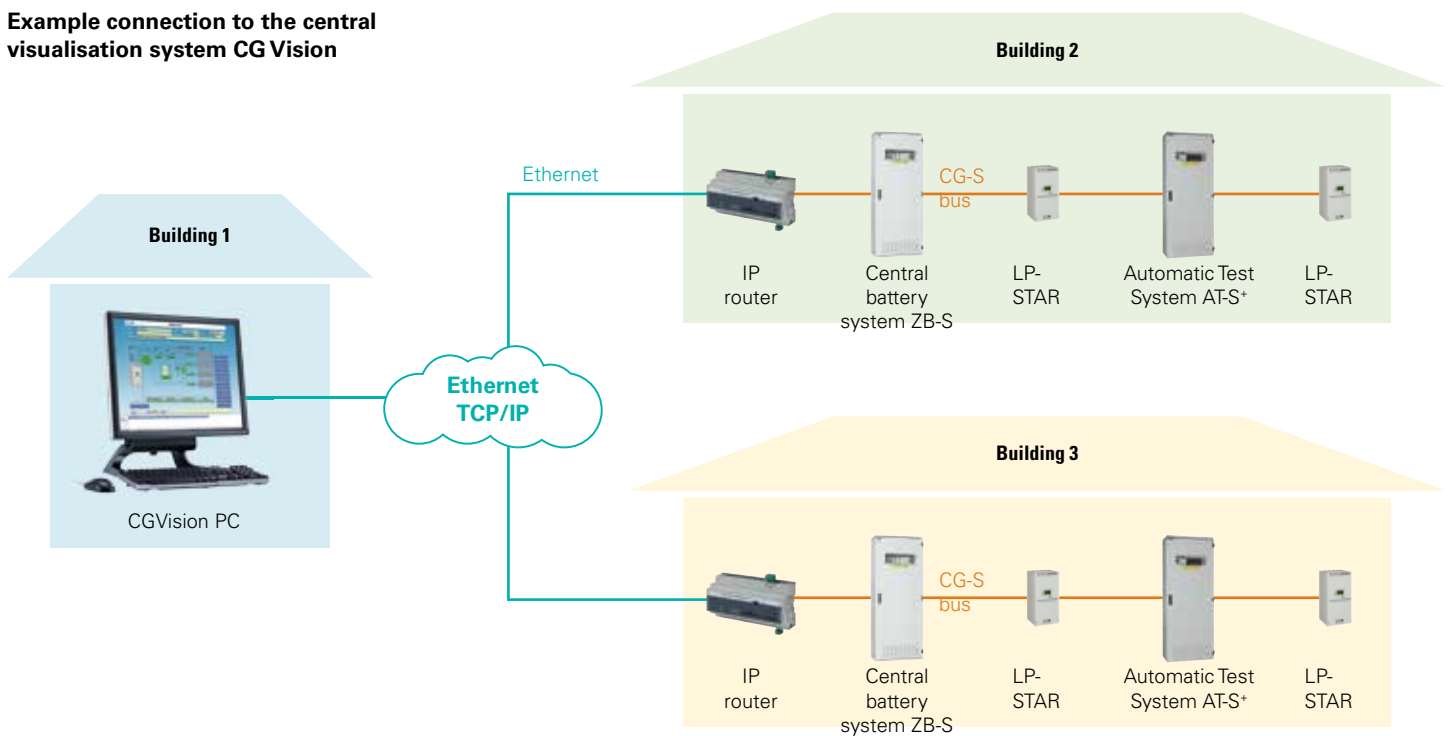 Example connection to the central
visualisation system CG Vision
Building 1
CGVision PC
Ethernet
TCP/IP
Ethernet
Building 2
CG-S
bus
IP
router
Central
battery
system ZB-S
LP-
STAR
Automatic Test
System AT-S⁺
LP-
STAR
Building 3
CG-S
bus
IP
router
Central
battery
system ZB-S
LP-
STAR
Automatic Test
System AT-S⁺
LP-
STAR